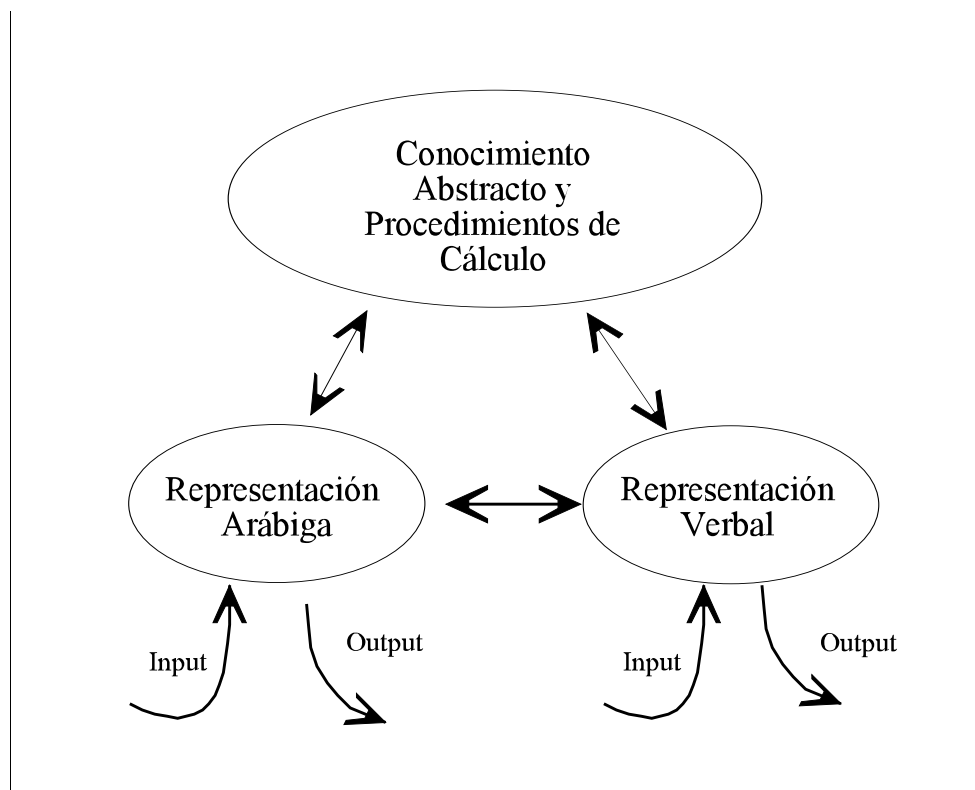 Conocimiento
Abstracto y
Procedimientos de
Cálculo
Representación
Arábiga
Representación
Verbal
Input
Output
Input
Output